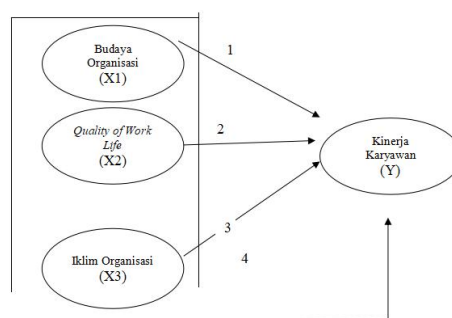 Budaya
Organisasi
(X1)
1
Quality of Work
Life
(X2)
2
Kinerja
Karyawan
(Y)
3
Iklim Organisasi
(X3)
4